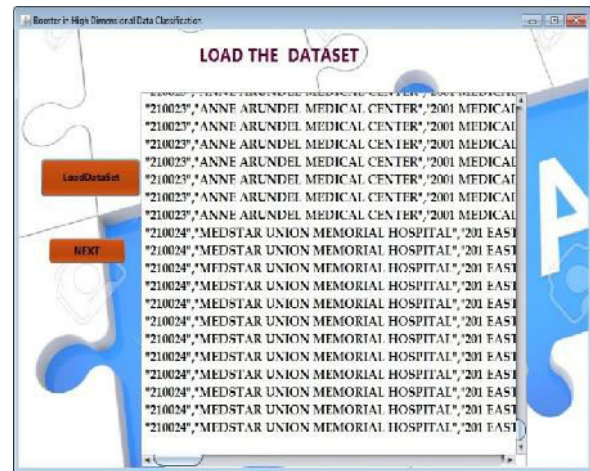 Booster in High Dimensional Data Classification
LOAD THE DATASET
LoadDataSet
NEXT
"210023","ANNE ARUNDEL MEDICAL CENTER","2001 MEDICAL
"210023","ANNE ARUNDEL MEDICAL CENTER","2001 MEDICAL
"210023","ANNE ARUNDEL MEDICAL CENTER","2001 MEDICAL
"210023","ANNE ARUNDEL MEDICAL CENTER","2001 MEDICAL
"210023","ANNE ARUNDEL MEDICAL CENTER","2001 MEDICAL
"210023","ANNE ARUNDEL MEDICAL CENTER","2001 MEDICAL
"210023","ANNE ARUNDEL MEDICAL CENTER","2001 MEDICAL
"210023","ANNE ARUNDEL MEDICAL CENTER","2001 MEDICAL
"210024","MEDSTAR UNION MEMORIAL HOSPITAL","201 EAST
"210024","MEDSTAR UNION MEMORIAL HOSPITAL","201 EAST
"210024","MEDSTAR UNION MEMORIAL HOSPITAL","201 EAST
"210024","MEDSTAR UNION MEMORIAL HOSPITAL","201 EAST
"210024","MEDSTAR UNION MEMORIAL HOSPITAL","201 EAST
"210024","MEDSTAR UNION MEMORIAL HOSPITAL","201 EAST
"210024","MEDSTAR UNION MEMORIAL HOSPITAL","201 EAST
"210024","MEDSTAR UNION MEMORIAL HOSPITAL","201 EAST
"210024","MEDSTAR UNION MEMORIAL HOSPITAL","201 EAST
"210024","MEDSTAR UNION MEMORIAL HOSPITAL","201 EAST
"210024","MEDSTAR UNION MEMORIAL HOSPITAL","201 EAST
"210024","MEDSTAR UNION MEMORIAL HOSPITAL","201 EAST
A